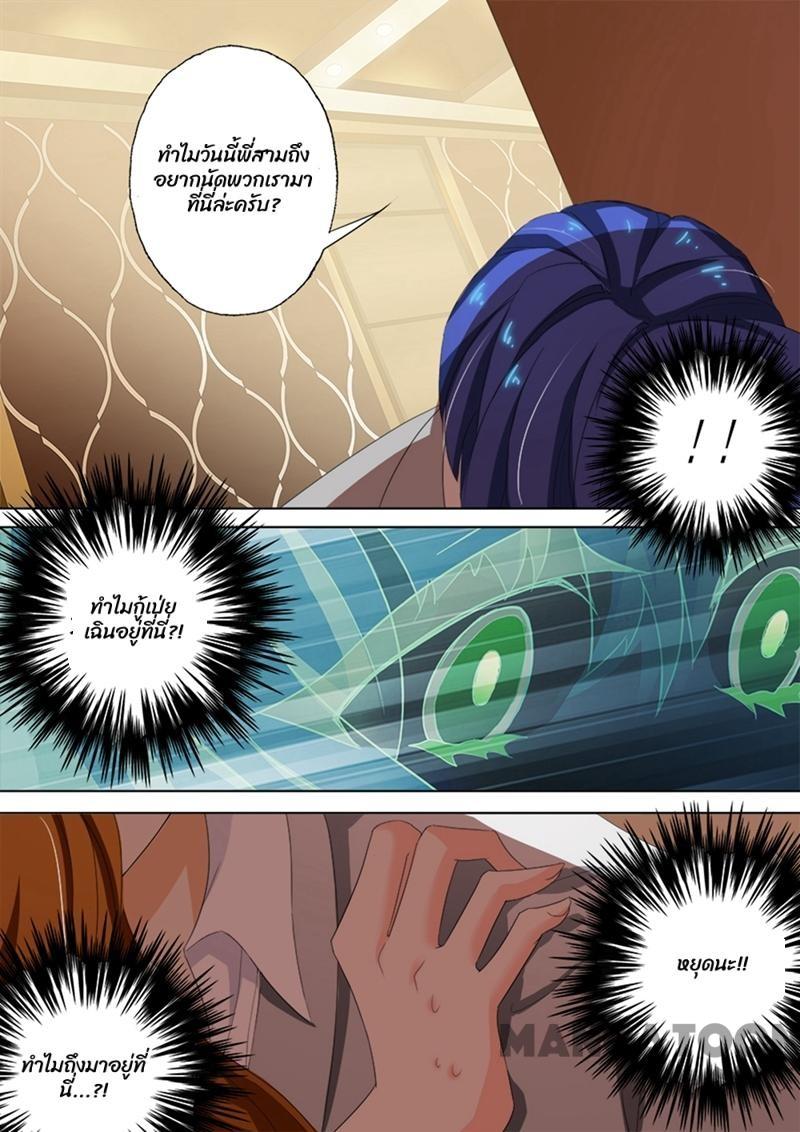 ทำไมวันนี้พี่สามถึง
อยากนัดพวกเรามา
ที่นี่ล่ะครับ?
!!
ทำไมกู้เป่ย
เฉินอยู่ที่นี่?!
หยุดนะ!!
ทำไมถึงมาอยู่ที่
นี่...?!